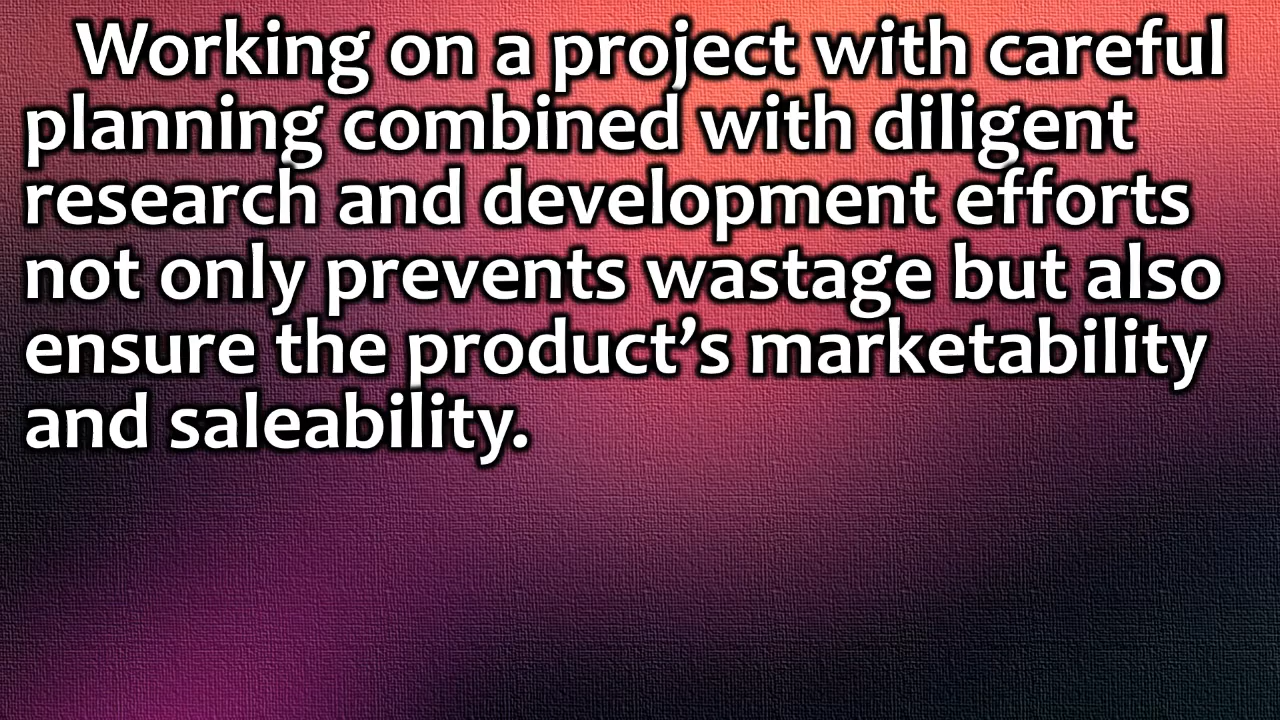 Working on a project with careful
planning combined with diligent
research and development efforts
not only prevents wastage but also
ensure the product’s marketability
and saleability.